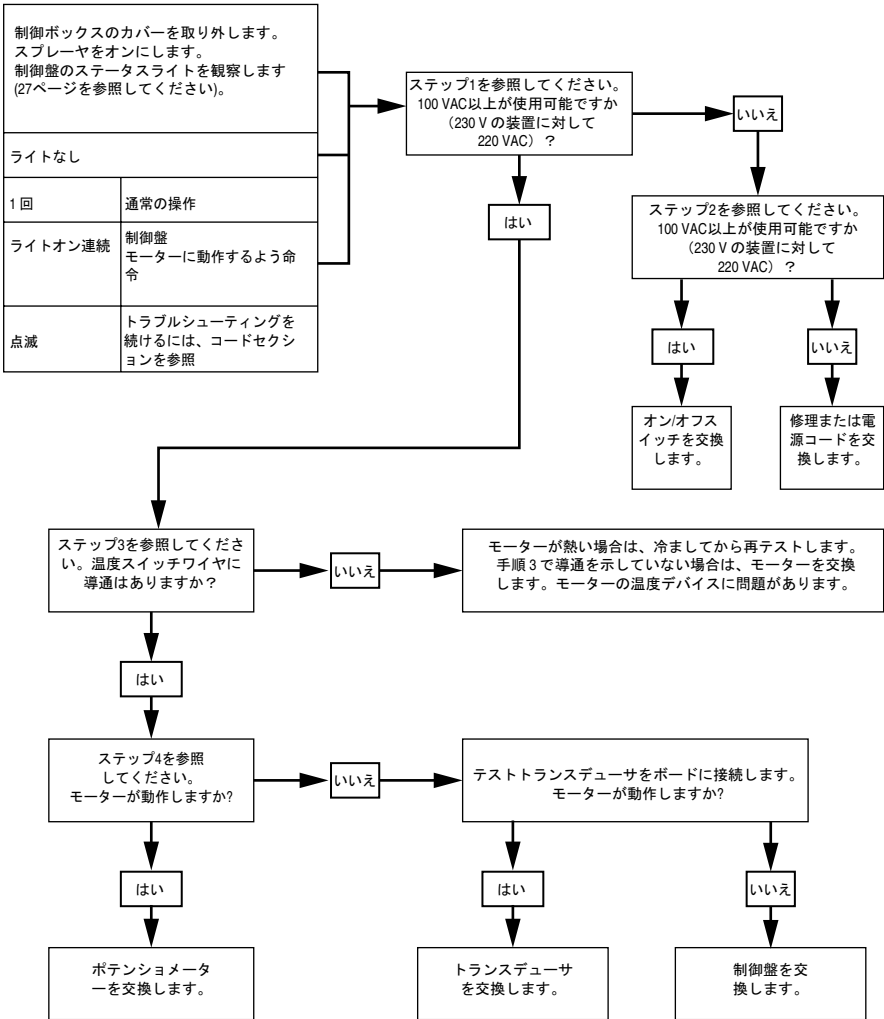 制御ボックスのカバーを取り外します。
スプレーヤをオンにします。
制御盤のステータスライトを観察します
(27ページを参照してください)。
ライトなし
1 回
通常の操作
ライトオン連続
制御盤
モーターに動作するよう命
令
点滅
トラブルシューティングを
続けるには、コードセクシ
ョンを参照
ステップ1を参照してください。
100 VAC以上が使用可能ですか
（230 V の装置に対して
220 VAC）？
いいえ
はい
ステップ2を参照してください。
100 VAC以上が使用可能ですか
（230 V の装置に対して
220 VAC）？
はい
いいえ
オン/オフス
イッチを交換
します。
修理または電
源コードを交
換します。
ステップ3を参照してくださ
い。温度スイッチワイヤに
導通はありますか？
いいえ
モーターが熱い場合は、冷ましてから再テストします。
手順 3 で導通を示していない場合は、モーターを交換
します。モーターの温度デバイスに問題があります。
はい
ステップ4を参照
してください。
モーターが動作しますか?
いいえ
テストトランスデューサをボードに接続します。
モーターが動作しますか?
はい
はい
いいえ
ポテンショメータ
ーを交換します。
トランスデューサ
を交換します。
制御盤を交
換します。